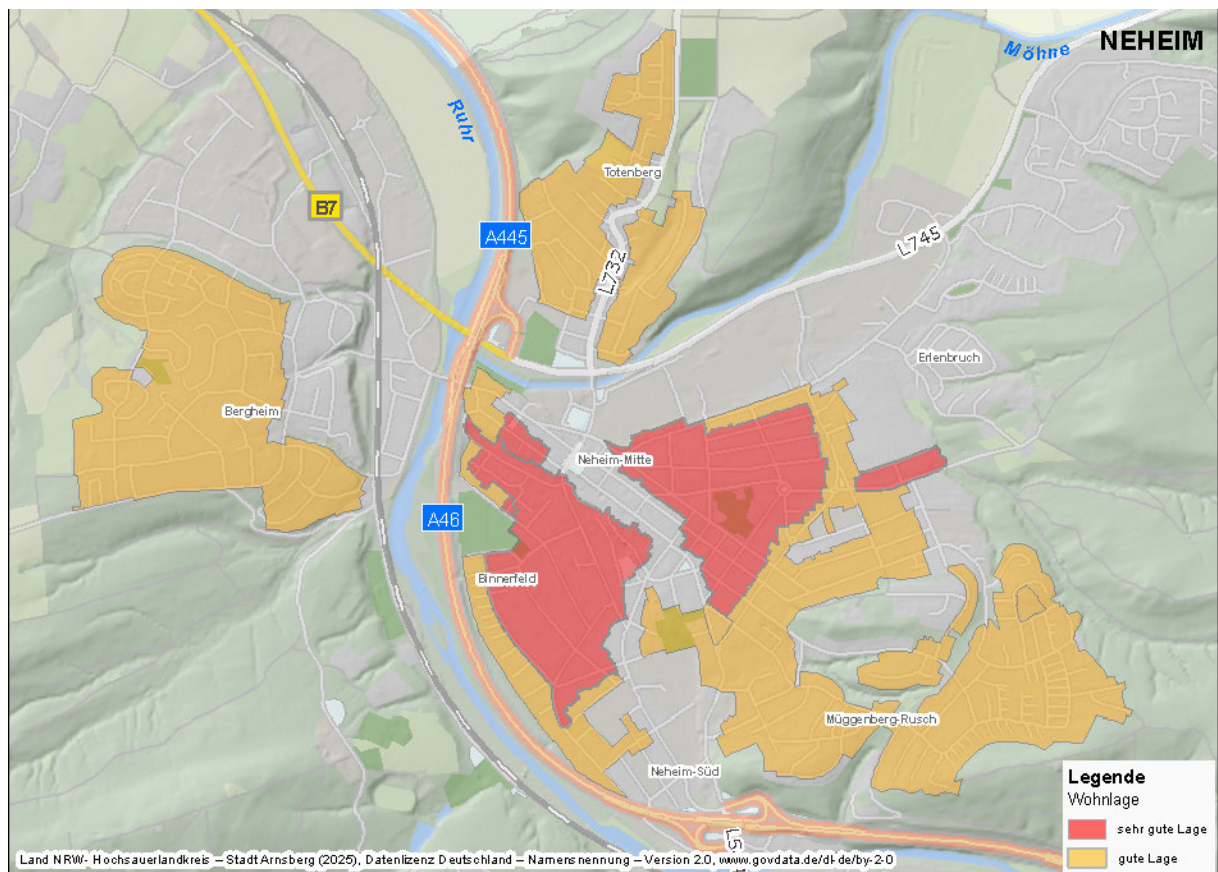 NEHEIM
Möhne
Ruhr
Totenberg
B7
A445
L745
L732
Erlenbruch
Bergheim
Neheim-Mitte
A46
Binnerfeld
Müggenberg-Rusch
Neheim-Süd
Legende
Wohnlage
sehr gute Lage
gute Lage
Land NRW- Hochsauerlandkreis – Stadt Arnsberg (2025), Datenlizenz Deutschland – Namensnennung – Version 2.0, www.govdata.de/dl-de/by-2-0